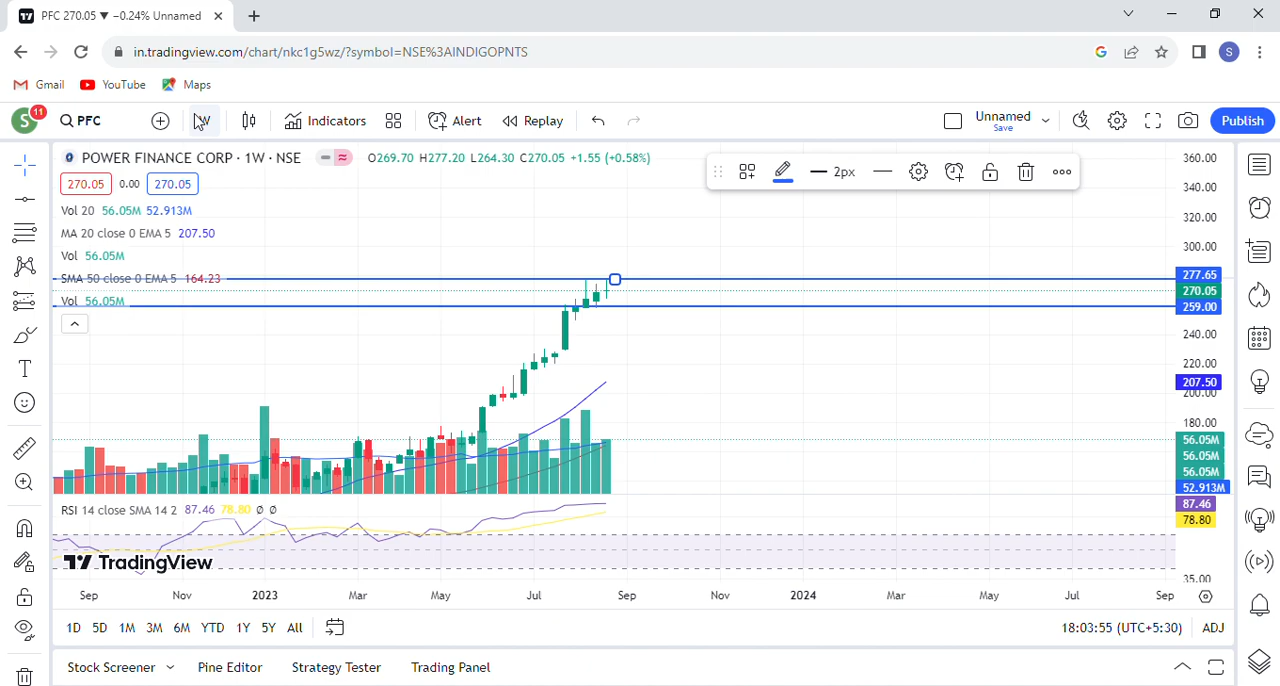 PFC 270.05 ▼ −0.24% Unnamed
in.tradingview.com/chart/nkc1g5wz/?symbol=NSE%3AINDIGOPNTS
S
Gmail YouTube Maps
S 11 PFC W Indicators Alert Replay Unnamed Save Publish
POWER FINANCE CORP · 1W · NSE O269.70 H277.20 L264.30 C270.05 +1.55 (+0.58%)
2px
270.05 0.00 270.05
Vol 20 56.05M 52.913M
MA 20 close 0 EMA 5 207.50
Vol 56.05M
SMA 50 close 0 EMA 5 164.23
Vol 56.05M
360.00
340.00
320.00
300.00
277.65
270.05
259.00
240.00
220.00
207.50
200.00
180.00
56.05M
56.05M
56.05M
52.913M
RSI 14 close SMA 14 2 87.46 78.80 Ø Ø
87.46
78.80
35.00
TradingView
Sep Nov 2023 Mar May Jul Sep Nov 2024 Mar May Jul Sep
1D 5D 1M 3M 6M YTD 1Y 5Y All 18:03:55 (UTC+5:30) ADJ
Stock Screener Pine Editor Strategy Tester Trading Panel